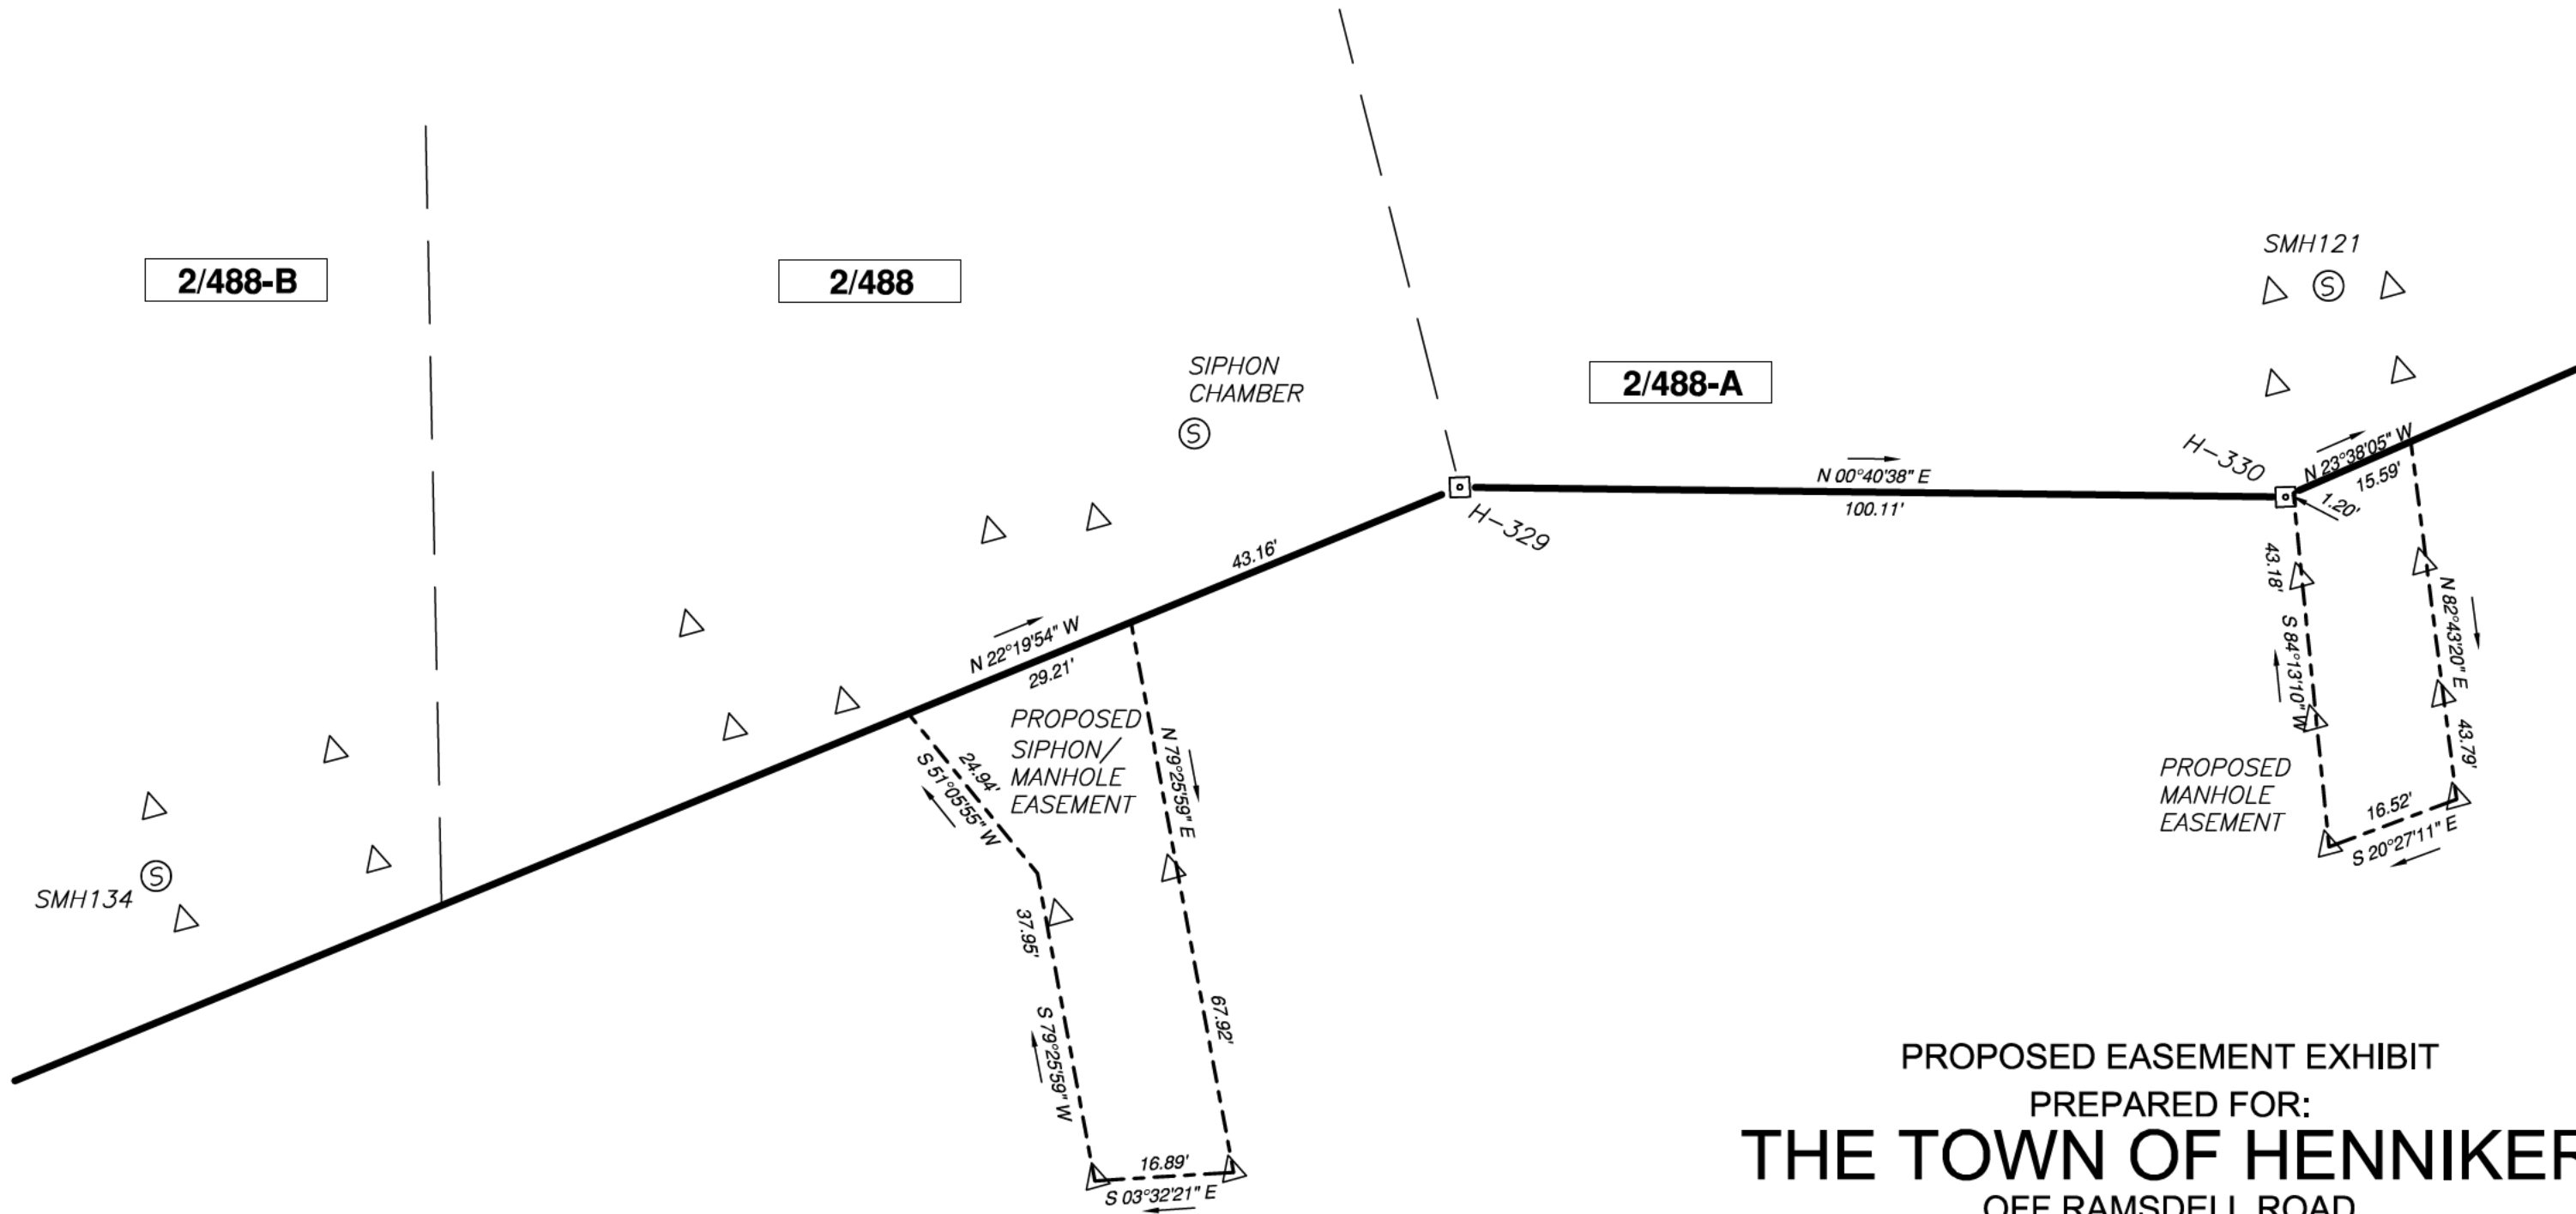 2/488-B
2/488
SIPHON
CHAMBER
S
2/488-A
SMH121
S
H-329
N 00°40'38" E
100.11'
H-330
N 23°38'05" W
15.59'
1.20'
43.16'
N 22°19'54" W
29.21'
SMH134
S
24.94'
S 51°05'55" W
PROPOSED
SIPHON/
MANHOLE
EASEMENT
N 79°25'59" E
67.92'
37.95'
S 79°25'59" W
16.89'
S 03°32'21" E
43.18'
S 84°13'10" W
N 82°43'20" E
43.79'
PROPOSED
MANHOLE
EASEMENT
16.52'
S 20°27'11" E
PROPOSED EASEMENT EXHIBIT
PREPARED FOR:
THE TOWN OF HENNIKER
OFF RAMSDELL ROAD